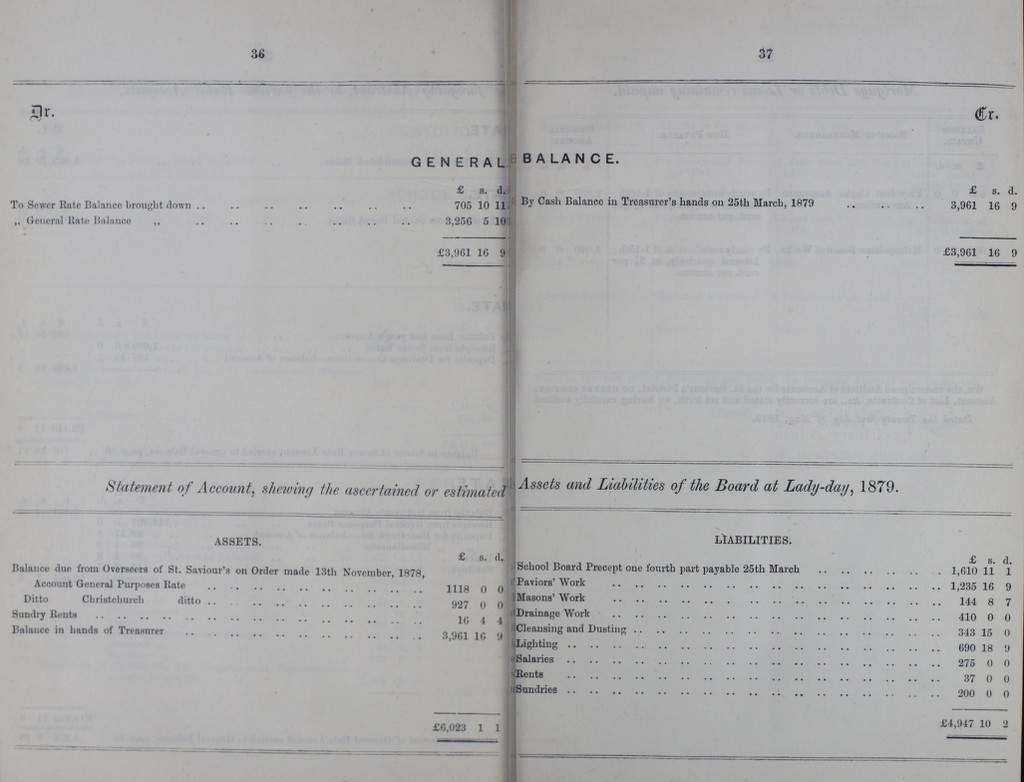 36
Dr.
GENERAL
£ s. d.
To Sewer Rate Balance brought down .. .. .. .. .. .. .. 705 10 11
„ General Rate Balance „ .. .. .. .. .. .. .. 3,256 5 10
£3,961 16 9
Statement of Account, shewing the ascertained or estimated
ASSETS.
£ s. d.
Balance due from Overseers of St. Saviour's on Order made 13th November, 1878,
Account General Purposes Rate .. .. .. .. .. .. .. .. .. 1118 0 0
Ditto Christchurch ditto .. .. .. .. .. .. .. .. .. 927 0 0
Sundry Rents .. .. .. .. .. .. .. .. .. .. .. .. 16 4 4
Balance in hands of Treasurer .. .. .. .. .. .. .. .. .. .. 3,961 16 9
£6,023 1 1
37
Cr.
BALANCE.
£ s. d.
By Cash Balance in Treasurer's hands on 25th March, 1879 .. .. .. .. 3,961 16 9
£3,961 16 9
Assets and Liabilities of the Board at Lady-day, 1879.
LIABILITIES.
£ s. d.
School Board Precept one fourth part payable 25th March .. .. .. .. .. .. 1,610 11 1
Paviors' Work .. .. .. .. .. .. .. .. .. .. .. .. .. 1,235 16 9
Masons' Work .. .. .. .. .. .. .. .. .. .. .. .. .. 144 8 7
Drainage Work .. .. .. .. .. .. .. .. .. .. .. .. .. 410 0 0
Cleansing and Dusting .. .. .. .. .. .. .. .. .. .. .. .. 343 15 0
Lighting .. .. .. .. .. .. .. .. .. .. .. .. .. .. 690 18 9
Salaries .. .. .. .. .. .. .. .. .. .. .. .. .. .. 275 0 0
Rents .. .. .. .. .. .. .. .. .. .. .. .. .. .. 37 0 0
Sundries .. .. .. .. .. .. .. .. .. .. .. .. .. .. 200 0 0
£4,947 10 2